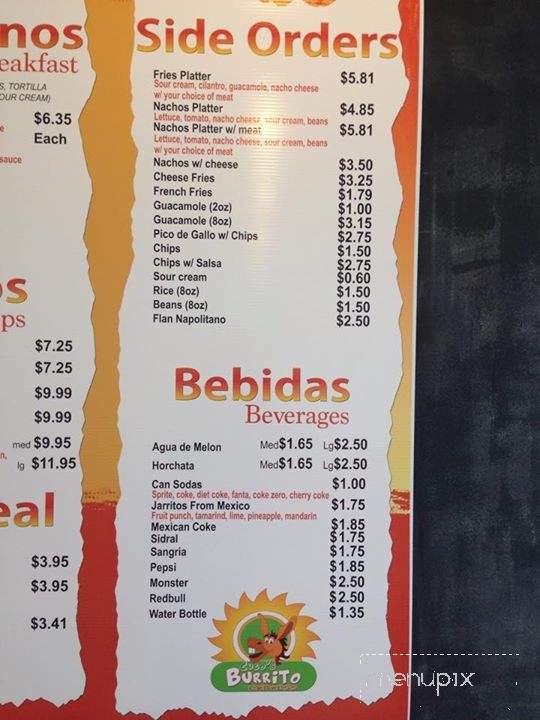 nos
eakfast
S, TORTILLA
OUR CREAM)
$6.35
Each
e
sauce
os
ps
$7.25
$7.25
$9.99
$9.99
med $9.95
n,
lg $11.95
eal
$3.95
$3.95
$3.41
Side Orders
Fries Platter $5.81
Sour cream, cilantro, guacamole, nacho cheese
w/ your choice of meat
Nachos Platter $4.85
Lettuce, tomato, nacho cheese, sour cream, beans
Nachos Platter w/ meat $5.81
Lettuce, tomato, nacho cheese, sour cream, beans
w/ your choice of meat
Nachos w/ cheese $3.50
Cheese Fries $3.25
French Fries $1.79
Guacamole (2oz) $1.00
Guacamole (8oz) $3.15
Pico de Gallo w/ Chips $2.75
Chips $1.50
Chips w/ Salsa $2.75
Sour cream $0.60
Rice (8oz) $1.50
Beans (8oz) $1.50
Flan Napolitano $2.50
Bebidas
Beverages
Agua de Melon Med $1.65 Lg $2.50
Horchata Med $1.65 Lg $2.50
Can Sodas $1.00
Sprite, coke, diet coke, fanta, coke zero, cherry coke
Jarritos From Mexico $1.75
Fruit punch, tamarind, lime, pineapple, mandarin
Mexican Coke $1.85
Sidral $1.75
Sangria $1.75
Pepsi $1.85
Monster $2.50
Redbull $2.50
Water Bottle $1.35
BURRITO
menupix